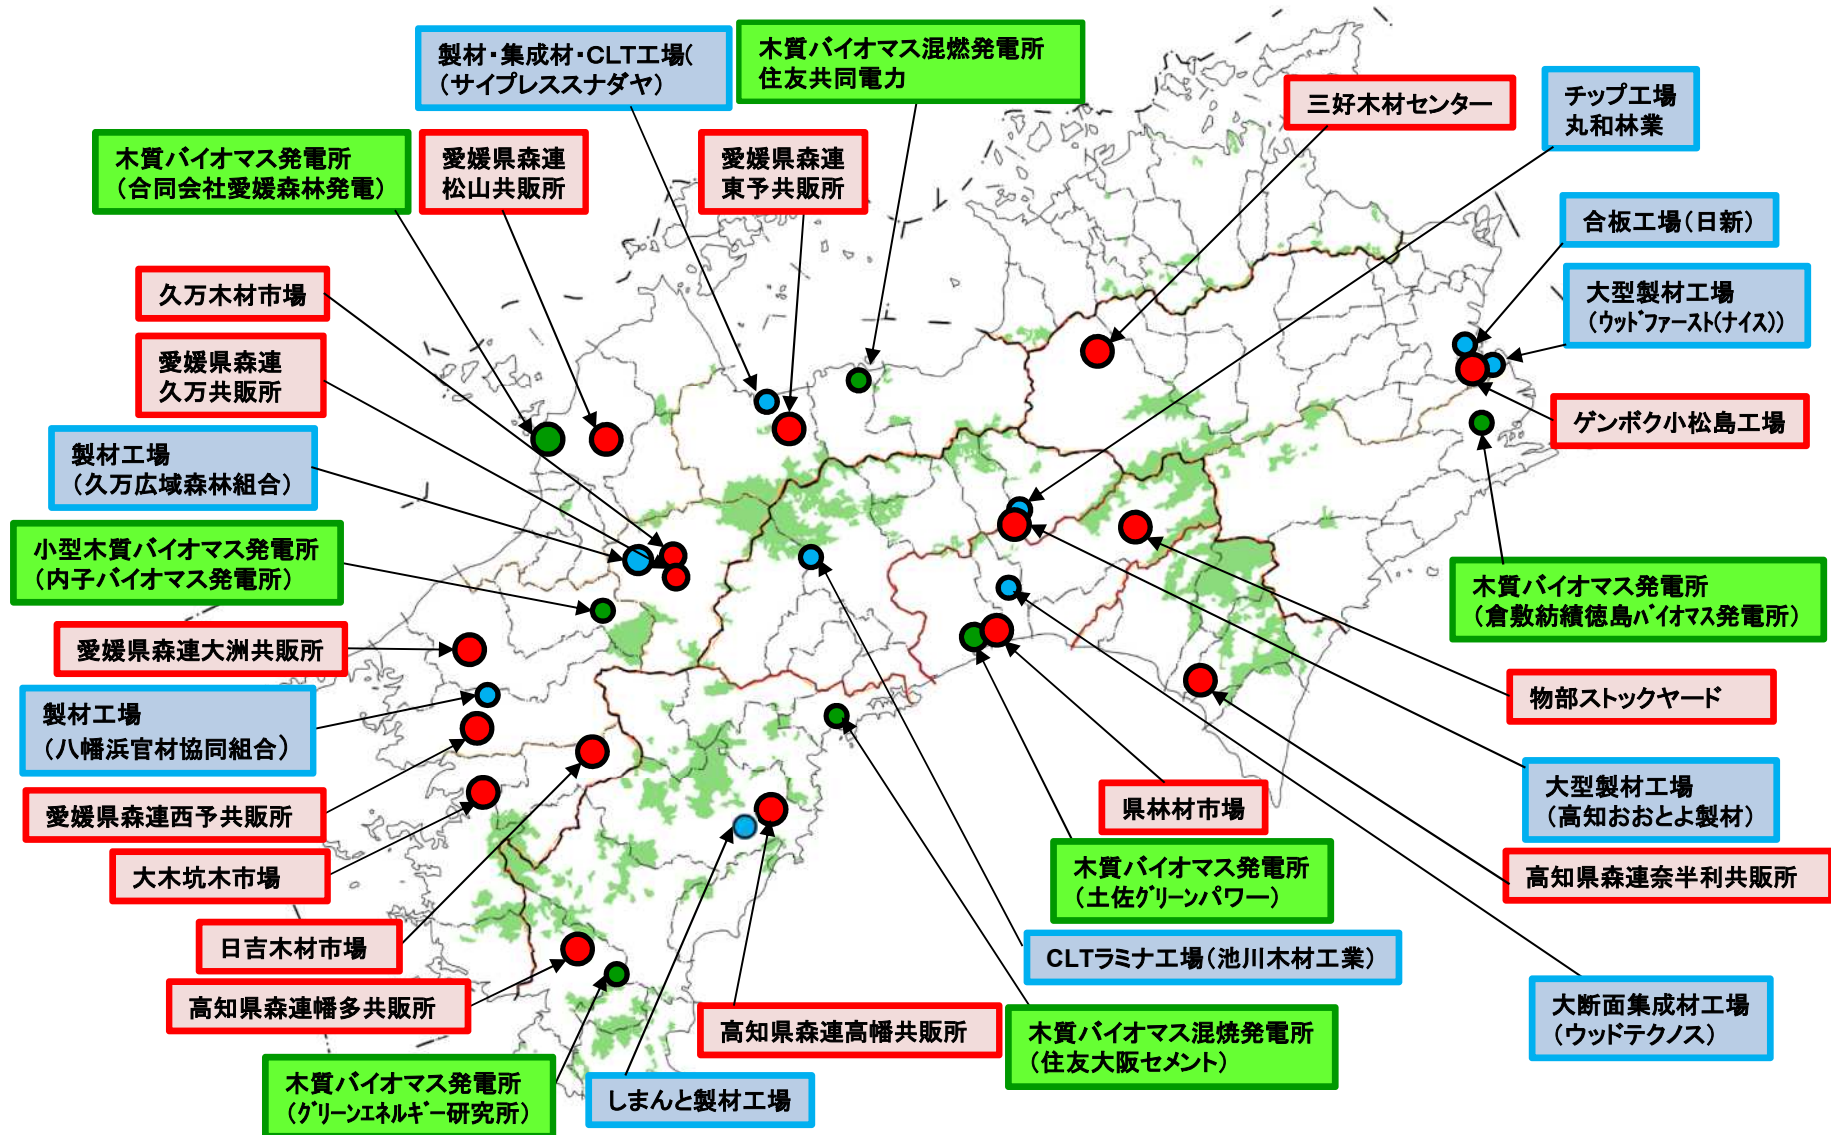 製材・集成材・CLT工場(
(サイプレススナダヤ)
木質バイオマス混燃発電所
住友共同電力
三好木材センター
チップ工場
丸和林業
木質バイオマス発電所
(合同会社愛媛森林発電)
愛媛県森連
松山共販所
愛媛県森連
東予共販所
合板工場(日新)
久万木材市場
大型製材工場
(ウッドファースト(ナイス))
愛媛県森連
久万共販所
ゲンボク小松島工場
製材工場
(久万広域森林組合)
小型木質バイオマス発電所
(内子バイオマス発電所)
木質バイオマス発電所
(倉敷紡績徳島バイオマス発電所)
愛媛県森連大洲共販所
物部ストックヤード
製材工場
(八幡浜官材協同組合)
愛媛県森連西予共販所
県林材市場
大型製材工場
(高知おおとよ製材)
大木坑木市場
木質バイオマス発電所
(土佐グリーンパワー)
高知県森連奈半利共販所
日吉木材市場
CLTラミナ工場(池川木材工業)
高知県森連幡多共販所
高知県森連高幡共販所
木質バイオマス混焼発電所
(住友大阪セメント)
大断面集成材工場
(ウッドテクノス)
木質バイオマス発電所
(グリーンエネルギー研究所)
しまんと製材工場